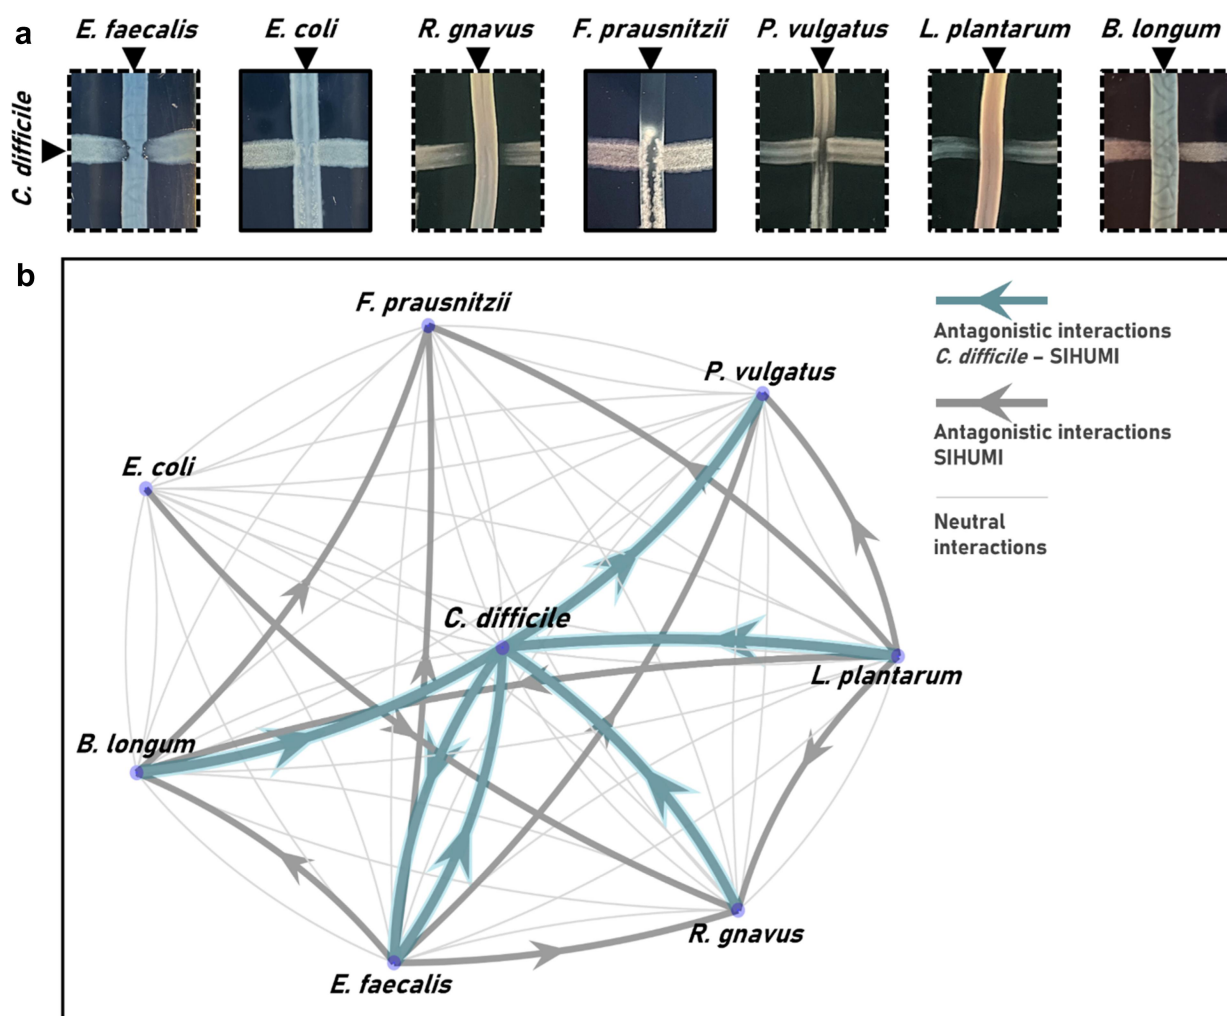 a
E. faecalis E. coli R. gnavus F. prausnitzii P. vulgatus L. plantarum B. longum
C. difficile
b
F. prausnitzii
P. vulgatus
E. coli
C. difficile
L. plantarum
B. longum
R. gnavus
E. faecalis
Antagonistic interactions
C. difficile – SIHUMI
Antagonistic interactions
SIHUMI
Neutral
interactions